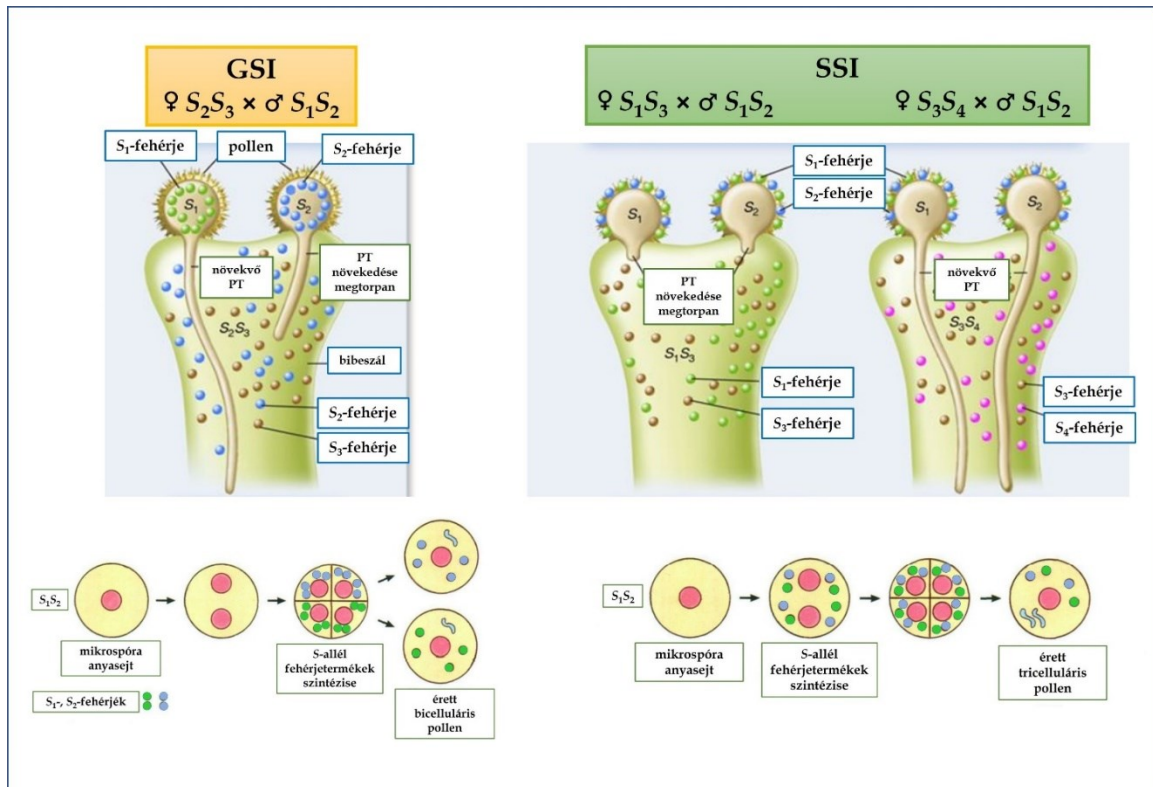 GSI
♀ S₂S₃ × ♂ S₁S₂
S₁-fehérje
pollen
S₂-fehérje
S₁
S₂
növekvő
PT
PT
növekedése
megtorpan
S₂S₃
bibeszál
S₂-fehérje
S₃-fehérje
SSI
♀ S₁S₃ × ♂ S₁S₂
♀ S₃S₄ × ♂ S₁S₂
S₁-fehérje
S₂-fehérje
S₁
S₂
S₁
S₂
PT
növekedése
megtorpan
növekvő
PT
S₁S₃
S₃S₄
S₁-fehérje
S₃-fehérje
S₃-fehérje
S₄-fehérje
S₁S₂
mikrospóra
anyasejt
S-allél
fehérjetermékek
szintézise
érett
bicelluláris
pollen
S₁-, S₂-fehérjék
S₁S₂
mikrospóra
anyasejt
S-allél
fehérjetermékek
szintézise
érett
tricelluláris
pollen